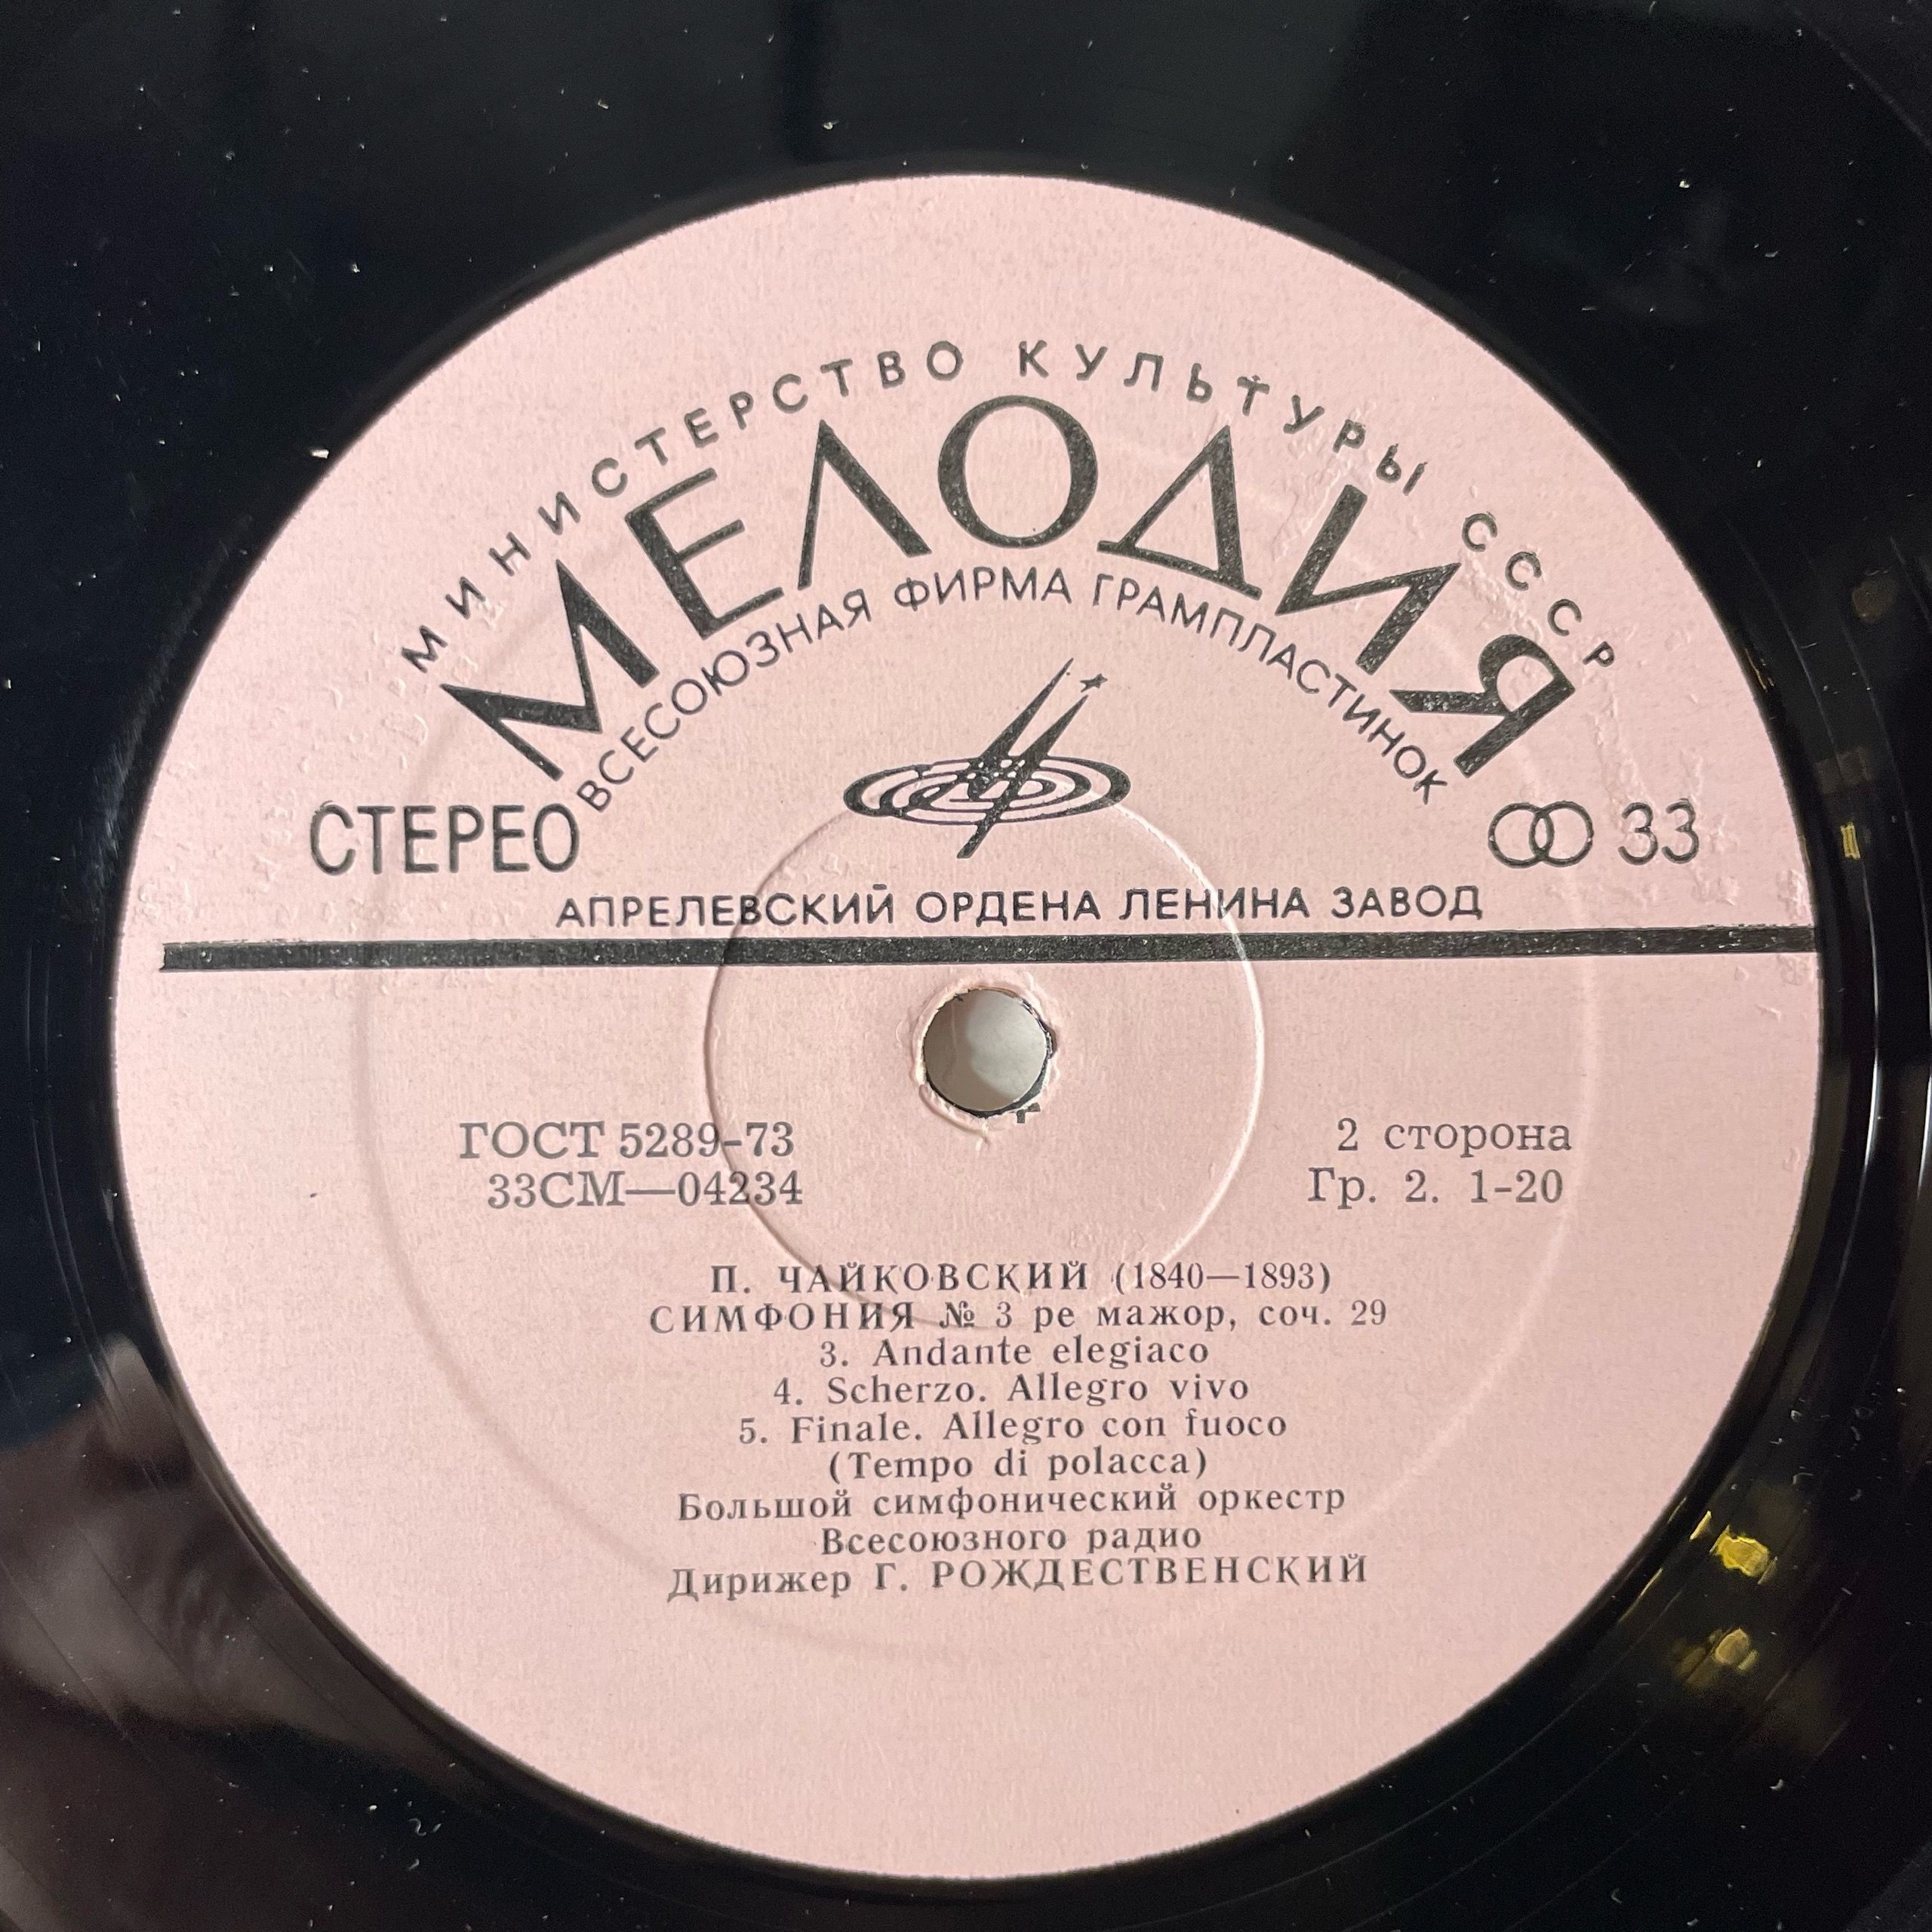 МИНИСТЕРСТВО КУЛЬТУРЫ СССР
МЕЛОДИЯ
ВСЕСОЮЗНАЯ ФИРМА ГРАМПЛАСТИНОК
СТЕРЕО
33
АПРЕЛЕВСКИЙ ОРДЕНА ЛЕНИНА ЗАВОД
ГОСТ 5289-73
33СМ—04234
2 сторона
Гр. 2. 1-20
П. ЧАЙКОВСКИЙ (1840—1893)
СИМФОНИЯ № 3 ре мажор, соч. 29
3. Andante elegiaco
4. Scherzo. Allegro vivo
5. Finale. Allegro con fuoco
(Tempo di polacca)
Большой симфонический оркестр
Всесоюзного радио
Дирижер Г. РОЖДЕСТВЕНСКИЙ